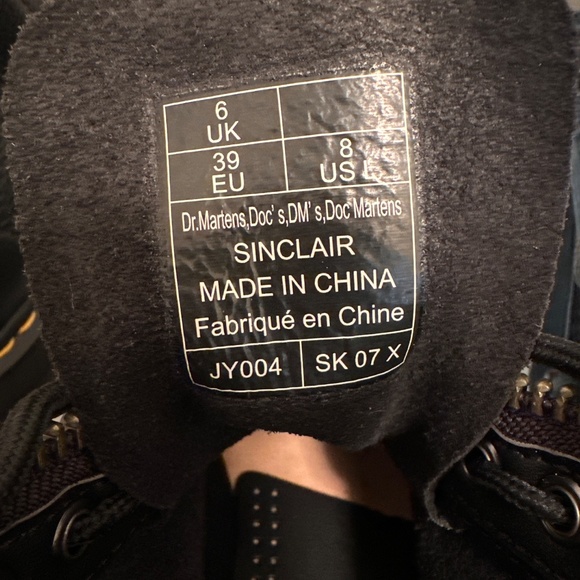 6
UK
39
EU
8
US L
Dr.Martens,Doc's,DM's,Doc Martens
SINCLAIR
MADE IN CHINA
Fabriqué en Chine
JY004
SK 07 X